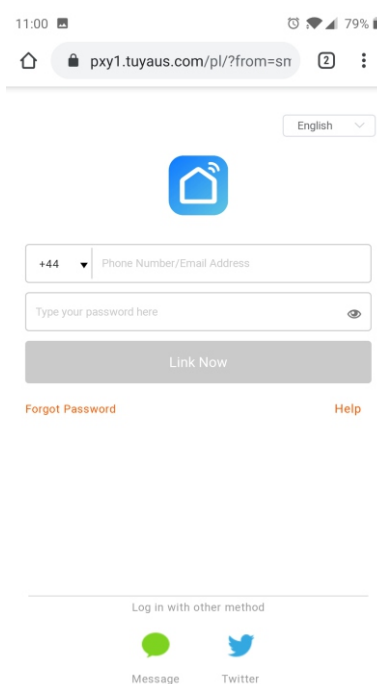 11:00 79%
pxy1.tuyaus.com/pl/?from=sm 2
English
+44 Phone Number/Email Address
Type your password here
Link Now
Forgot Password Help
Log in with other method
Message Twitter